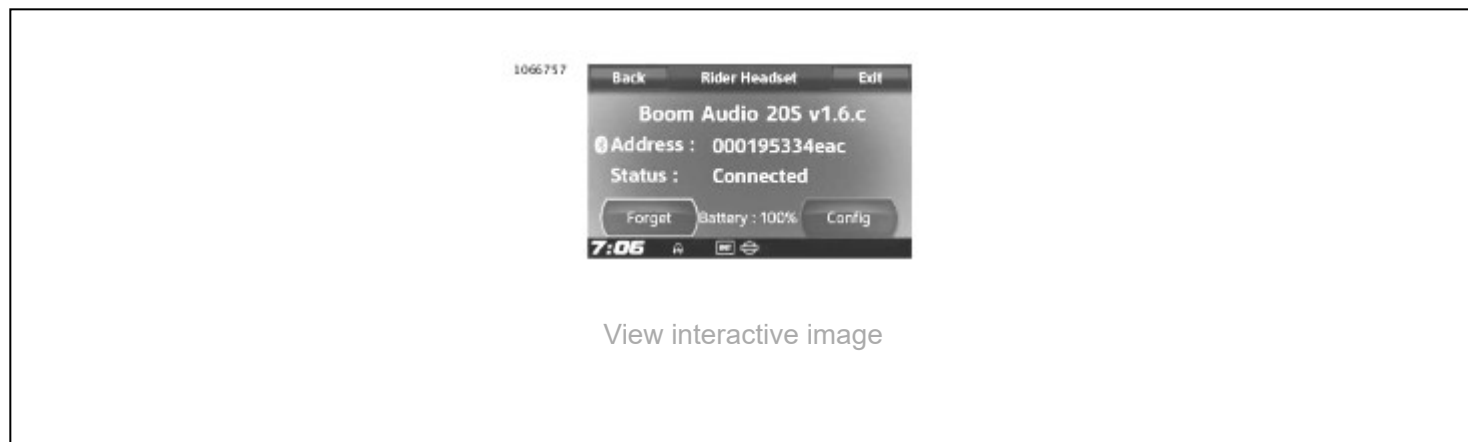 1066757
Back Rider Headset Exit
Boom Audio 20S v1.6.c
Address : 000195334eac
Status : Connected
Forget Battery : 100% Config
7:06
View interactive image